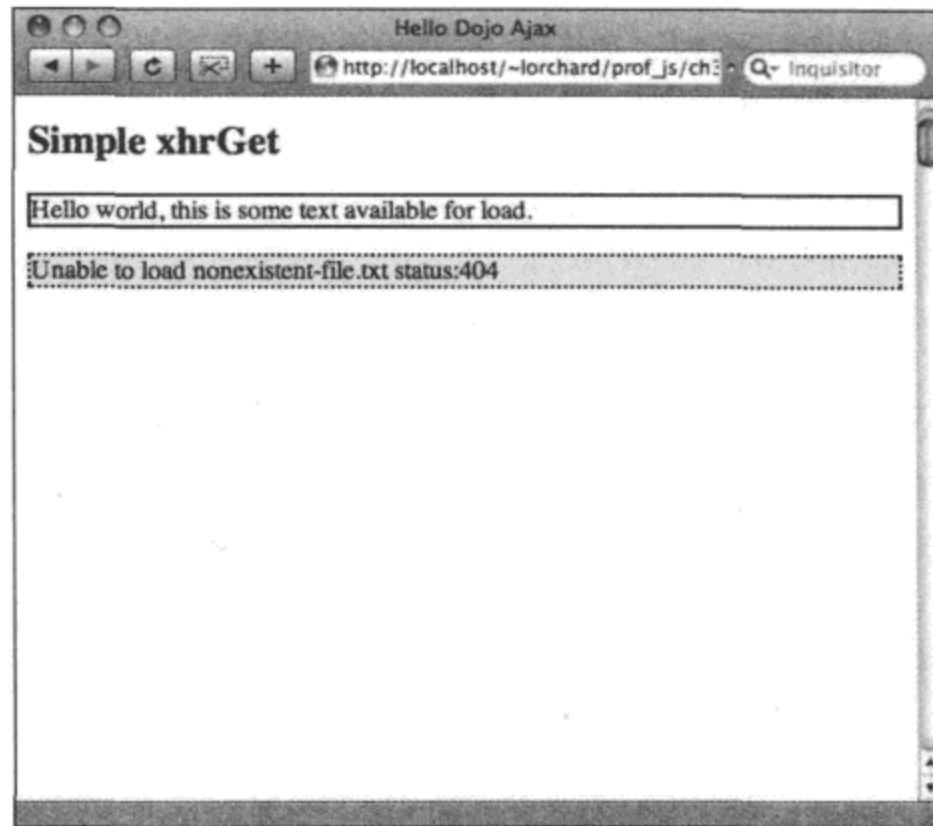 Hello Dojo Ajax
http://localhost/~lorchard/prof_js/ch3
Inquisitor
Simple xhrGet
Hello world, this is some text available for load.
Unable to load nonexistent-file.txt status:404